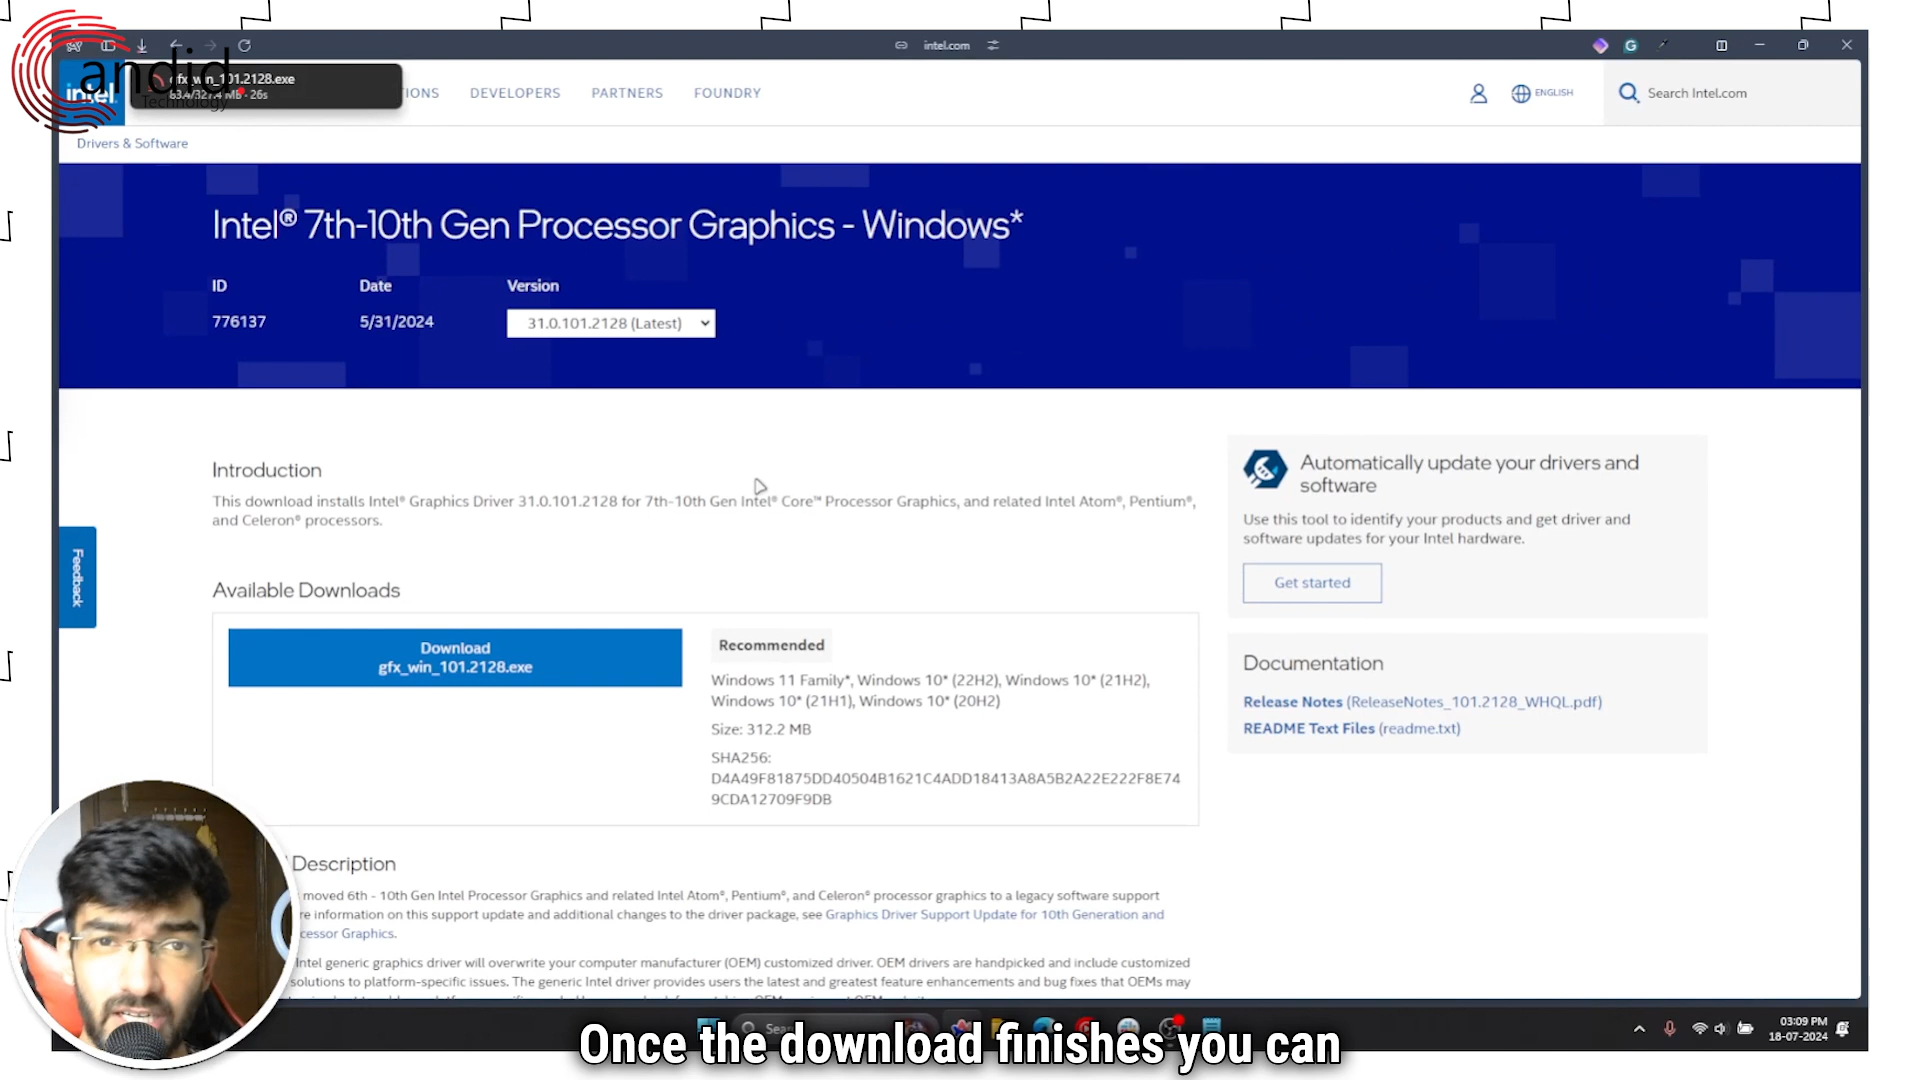 andid
Technology
intel.
gfx_win_101.2128.exe
83.4/327.4 MB · 26s
intel.com
IONS
DEVELOPERS
PARTNERS
FOUNDRY
ENGLISH
Search Intel.com
Drivers & Software
Intel® 7th-10th Gen Processor Graphics - Windows*
ID
Date
Version
776137
5/31/2024
31.0.101.2128 (Latest)
Introduction
This download installs Intel® Graphics Driver 31.0.101.2128 for 7th-10th Gen Intel® Core™ Processor Graphics, and related Intel Atom®, Pentium®,
and Celeron® processors.
Automatically update your drivers and
software
Use this tool to identify your products and get driver and
software updates for your Intel hardware.
Get started
Feedback
Available Downloads
Download
gfx_win_101.2128.exe
Recommended
Windows 11 Family*, Windows 10* (22H2), Windows 10* (21H2),
Windows 10* (21H1), Windows 10* (20H2)
Size: 312.2 MB
SHA256:
D4A49F81875DD40504B1621C4ADD18413A8A5B2A22E222F8E74
9CDA12709F9DB
Documentation
Release Notes (ReleaseNotes_101.2128_WHQL.pdf)
README Text Files (readme.txt)
Description
moved 6th - 10th Gen Intel Processor Graphics and related Intel Atom®, Pentium®, and Celeron® processor graphics to a legacy software support
re information on this support update and additional changes to the driver package, see Graphics Driver Support Update for 10th Generation and
cessor Graphics.
Intel generic graphics driver will overwrite your computer manufacturer (OEM) customized driver. OEM drivers are handpicked and include customized
solutions to platform-specific issues. The generic Intel driver provides users the latest and greatest feature enhancements and bug fixes that OEMs may
Sea
03:09 PM
18-07-2024
Once the download finishes you can